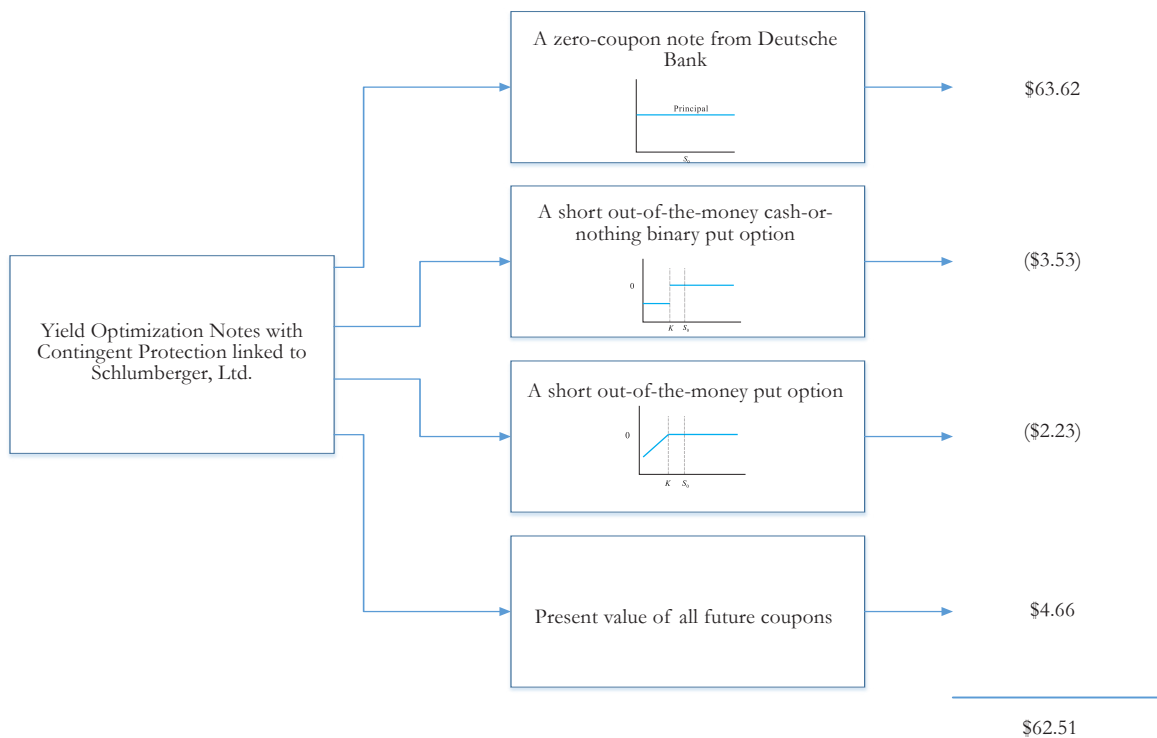 Yield Optimization Notes with
Contingent Protection linked to
Schlumberger, Ltd.
A zero-coupon note from Deutsche
Bank
Principal
S₀
$63.62
A short out-of-the-money cash-or-
nothing binary put option
0
K S₀
($3.53)
A short out-of-the-money put option
0
K S₀
($2.23)
Present value of all future coupons
$4.66
$62.51